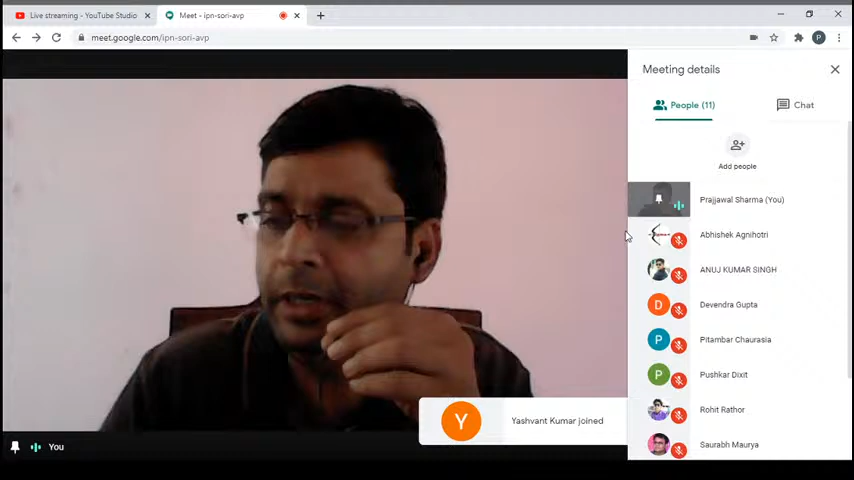 Live streaming - YouTube Studio
Meet - ipn-sori-avp
meet.google.com/ipn-sori-avp
P
Meeting details
People (11)
Chat
Add people
Prajjawal Sharma (You)
Abhishek Agnihotri
ANUJ KUMAR SINGH
D
Devendra Gupta
P
Pitambar Chaurasia
P
Pushkar Dixit
Rohit Rathor
Saurabh Maurya
Y
Yashvant Kumar joined
You